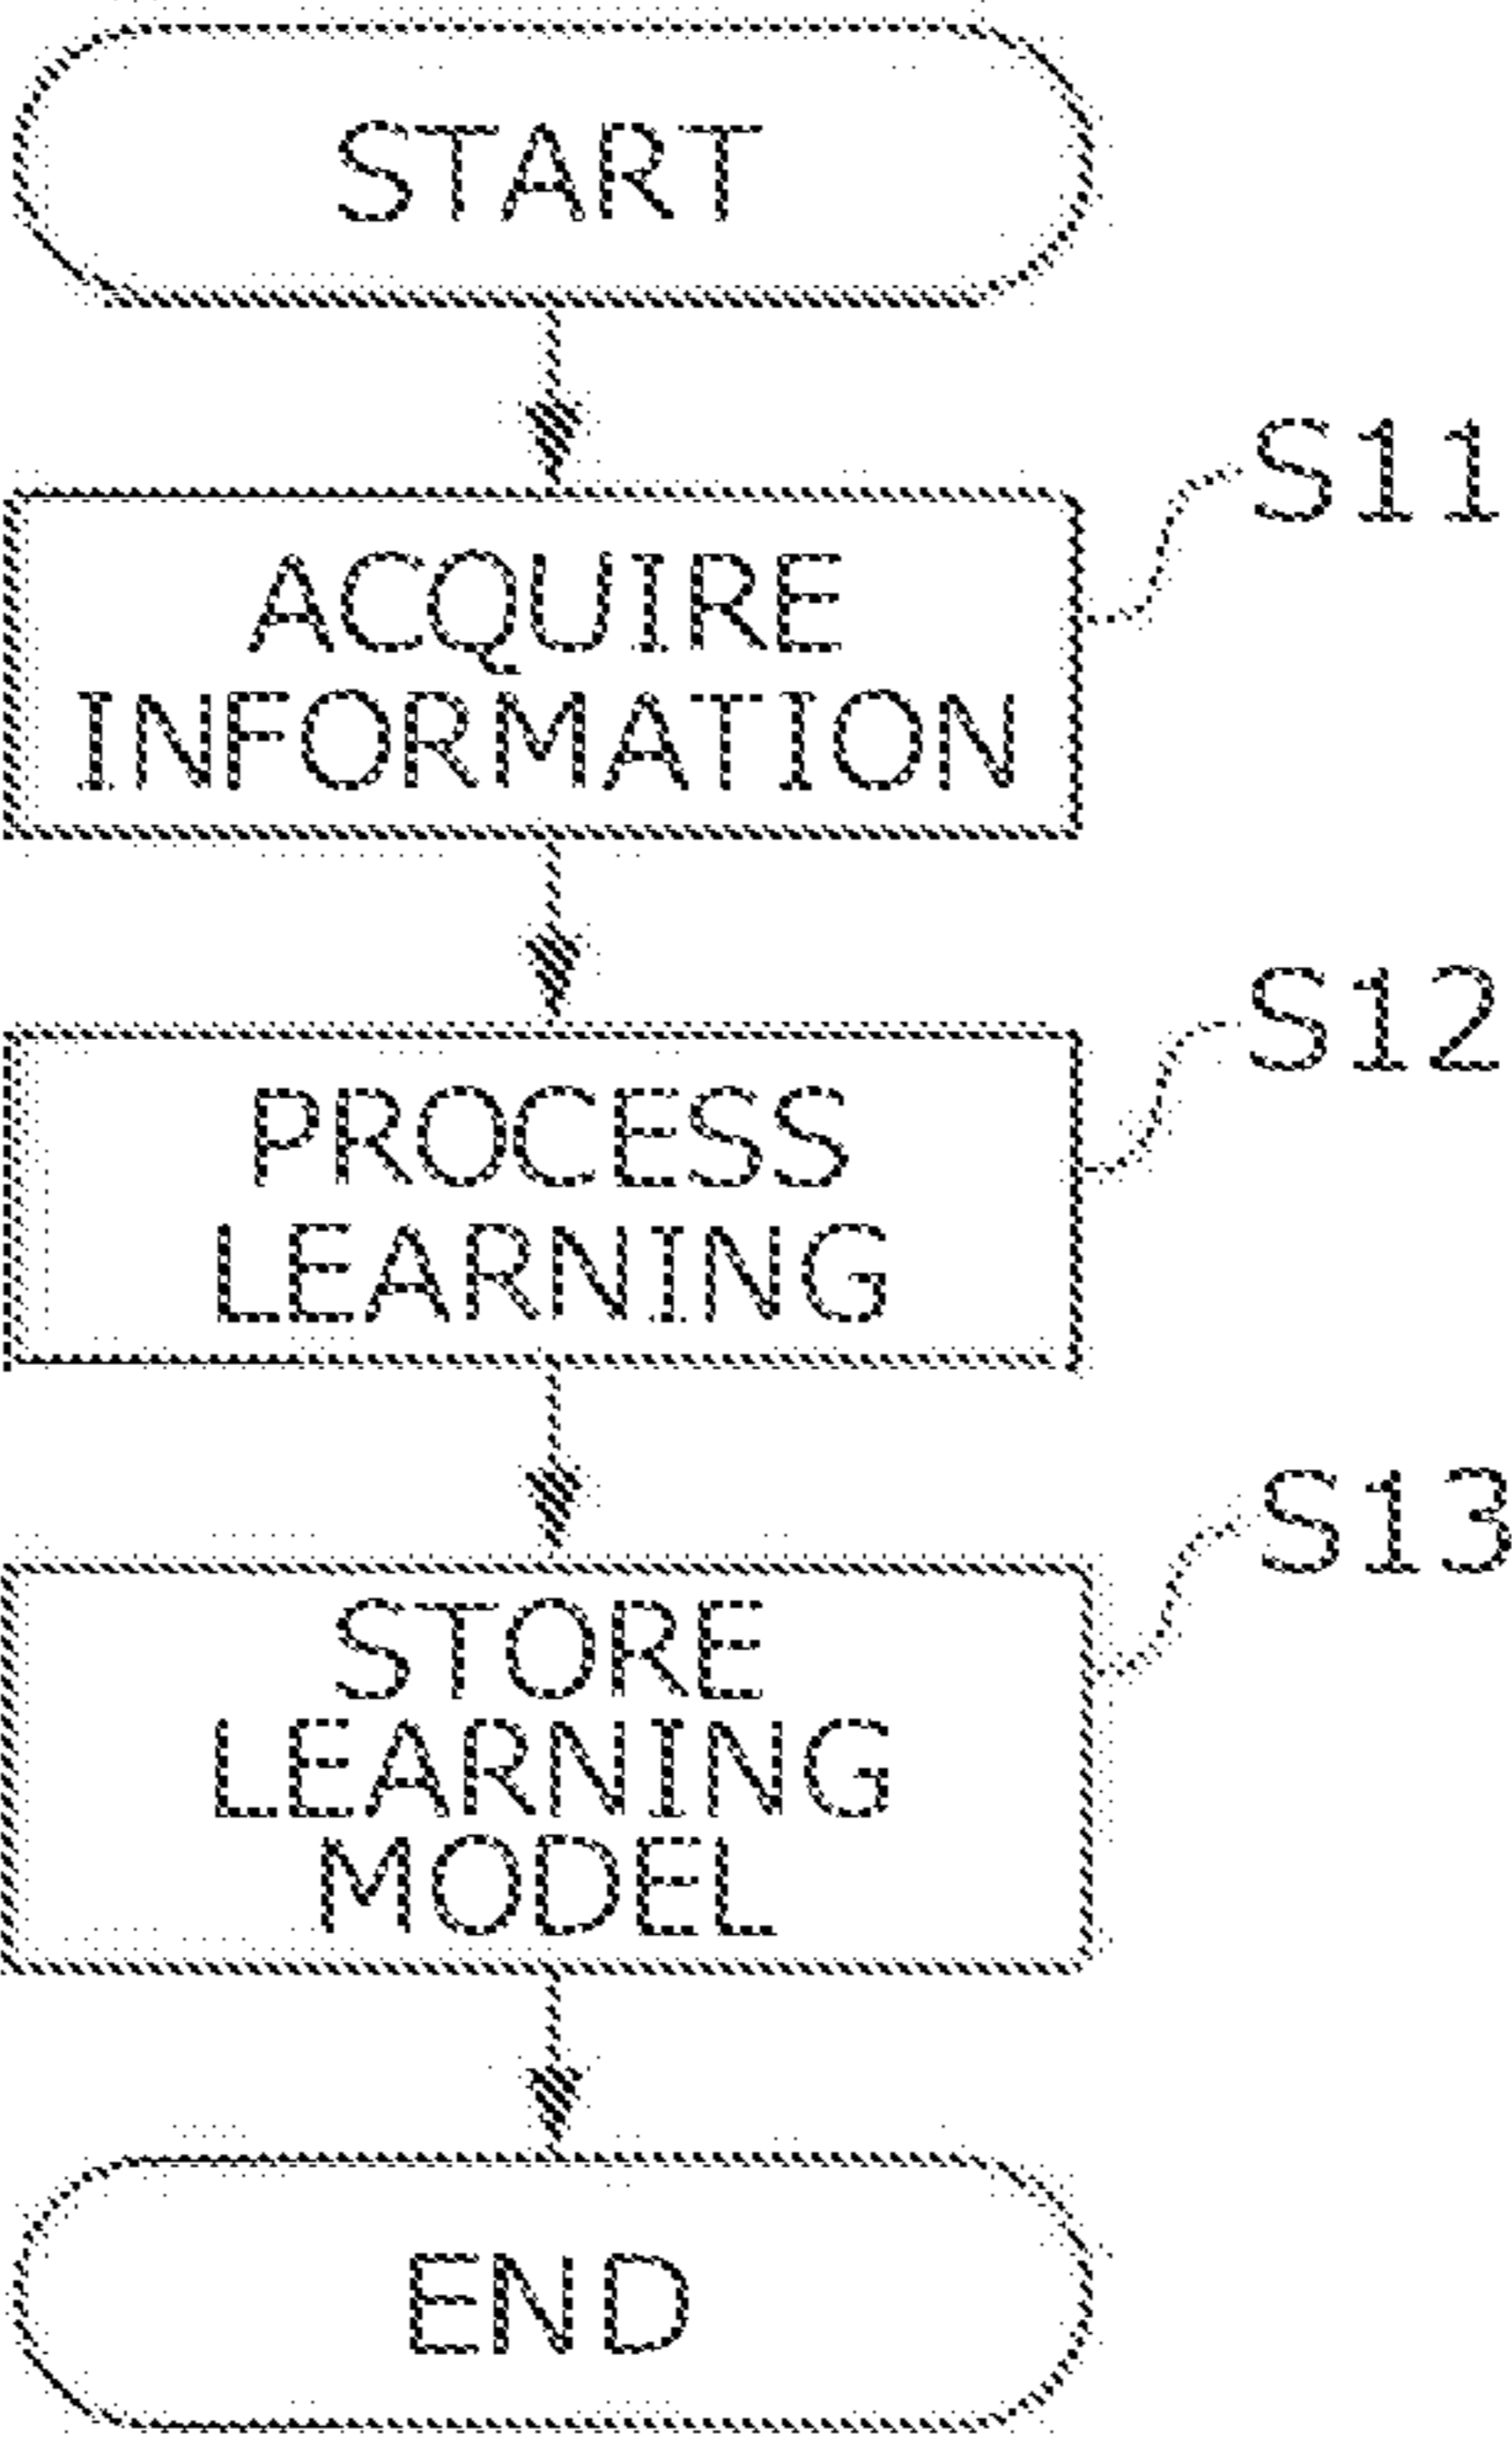 START
S11
ACQUIRE
INFORMATION
S12
PROCESS
LEARNING
S13
STORE
LEARNING
MODEL
END